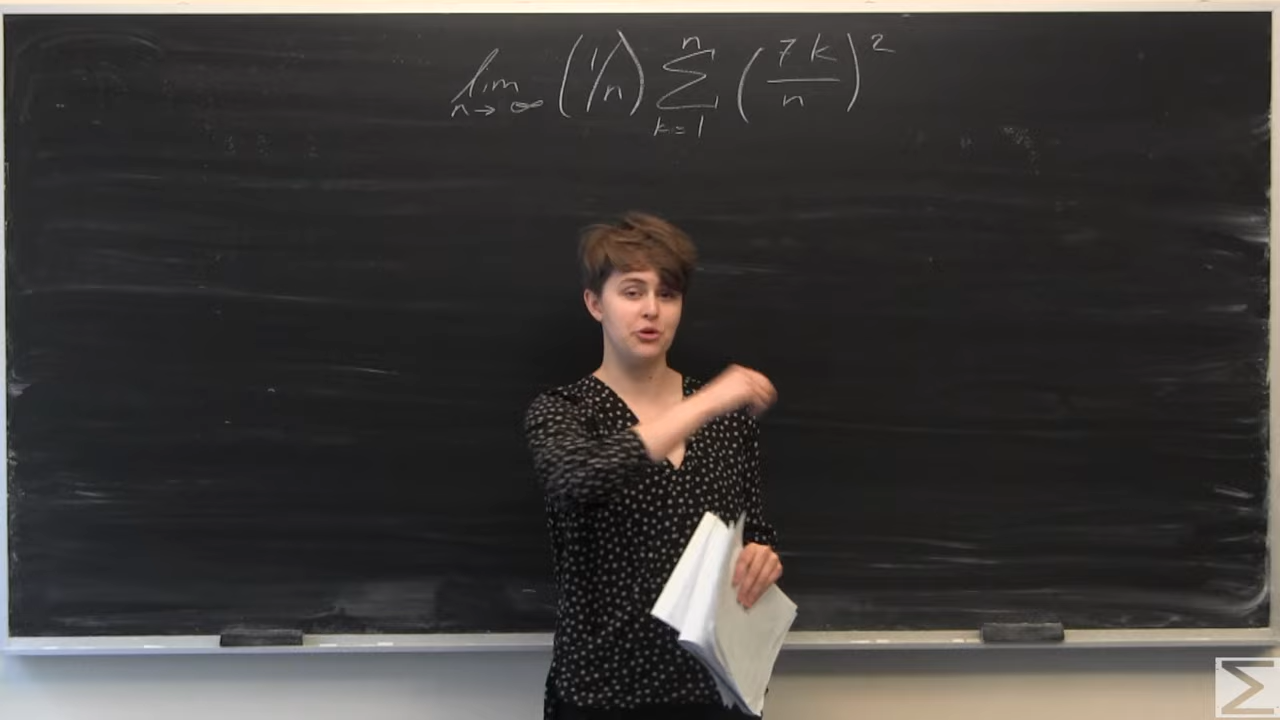 lim n→∞ (1/n) Σ k=1 n (7k/n)²
Σ